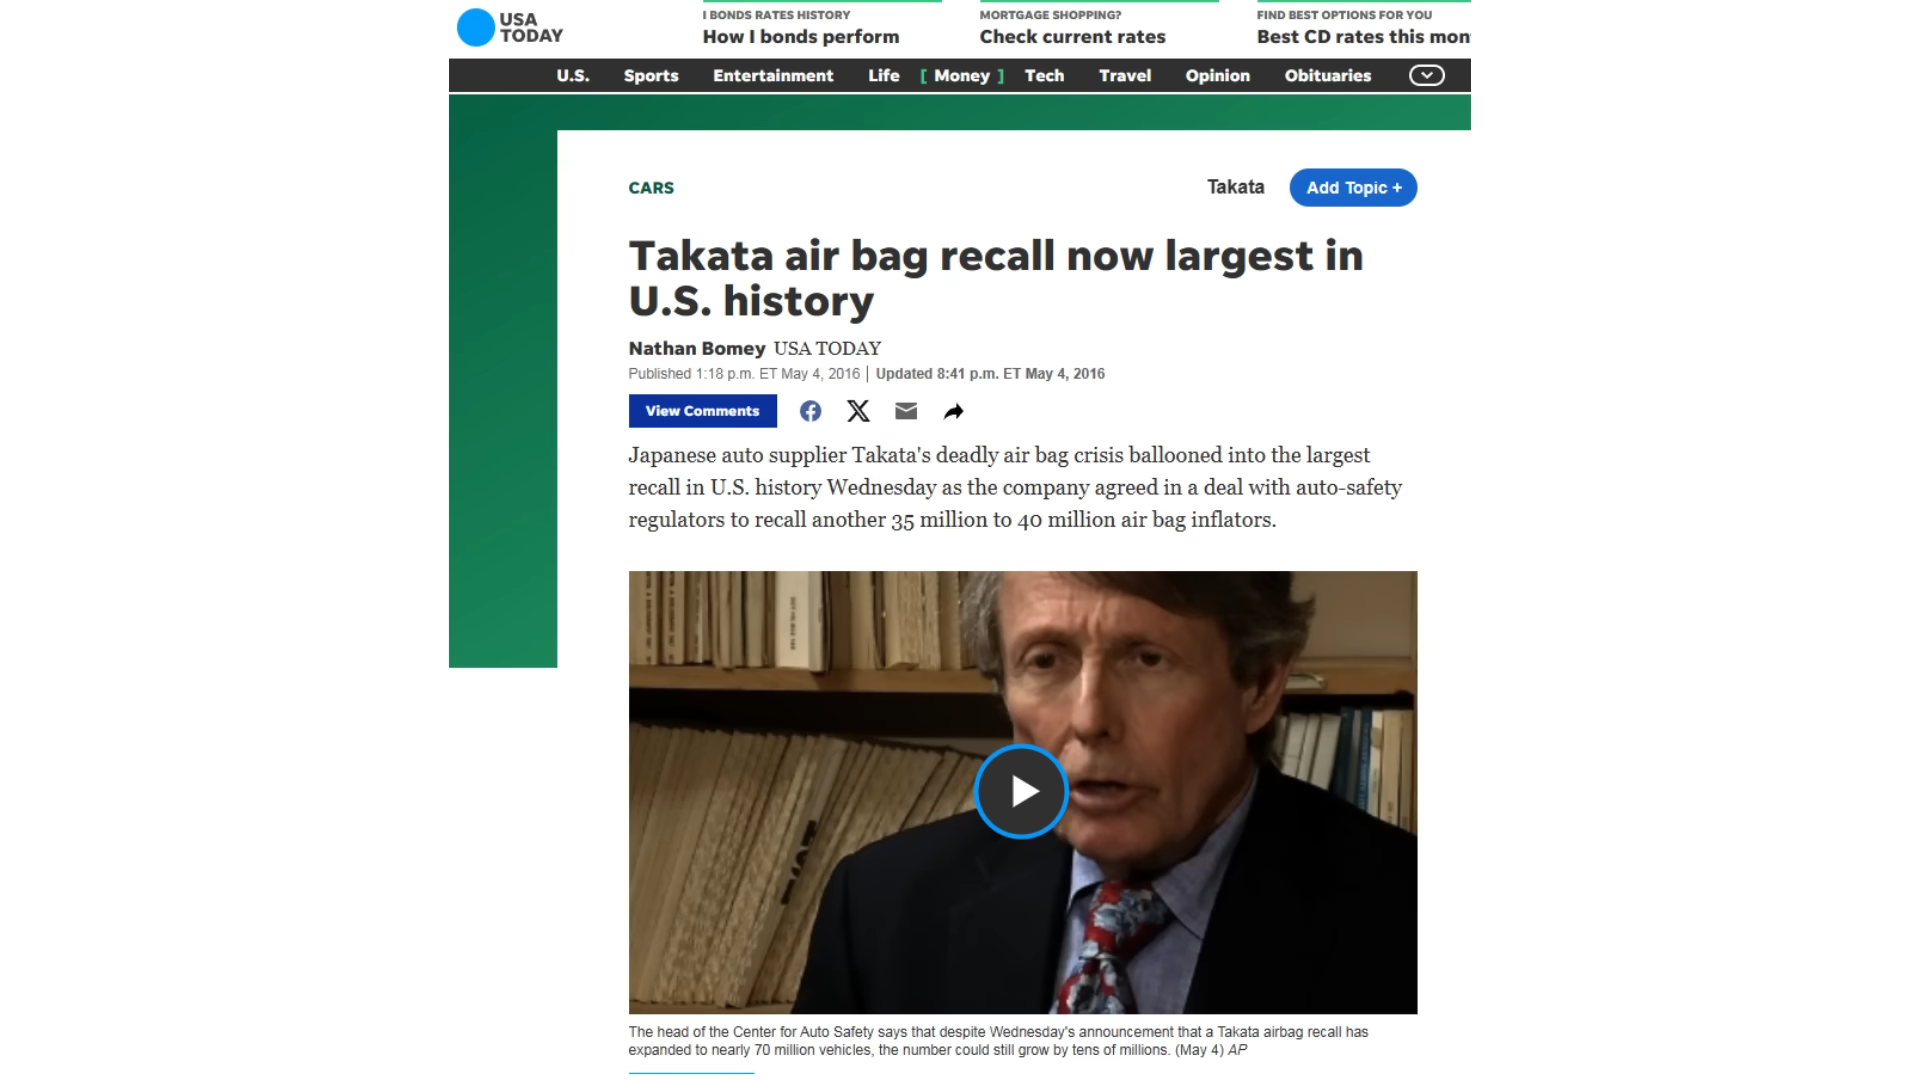 USA
TODAY
I BONDS RATES HISTORY
How I bonds perform
MORTGAGE SHOPPING?
Check current rates
FIND BEST OPTIONS FOR YOU
Best CD rates this mon
U.S. Sports Entertainment Life [ Money ] Tech Travel Opinion Obituaries
CARS
Takata Add Topic +
Takata air bag recall now largest in
U.S. history
Nathan Bomey USA TODAY
Published 1:18 p.m. ET May 4, 2016 | Updated 8:41 p.m. ET May 4, 2016
View Comments
Japanese auto supplier Takata's deadly air bag crisis ballooned into the largest
recall in U.S. history Wednesday as the company agreed in a deal with auto-safety
regulators to recall another 35 million to 40 million air bag inflators.
The head of the Center for Auto Safety says that despite Wednesday's announcement that a Takata airbag recall has
expanded to nearly 70 million vehicles, the number could still grow by tens of millions. (May 4) AP